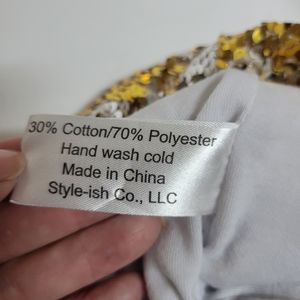 30% Cotton/70% Polyester
Hand wash cold
Made in China
Style-ish Co., LLC